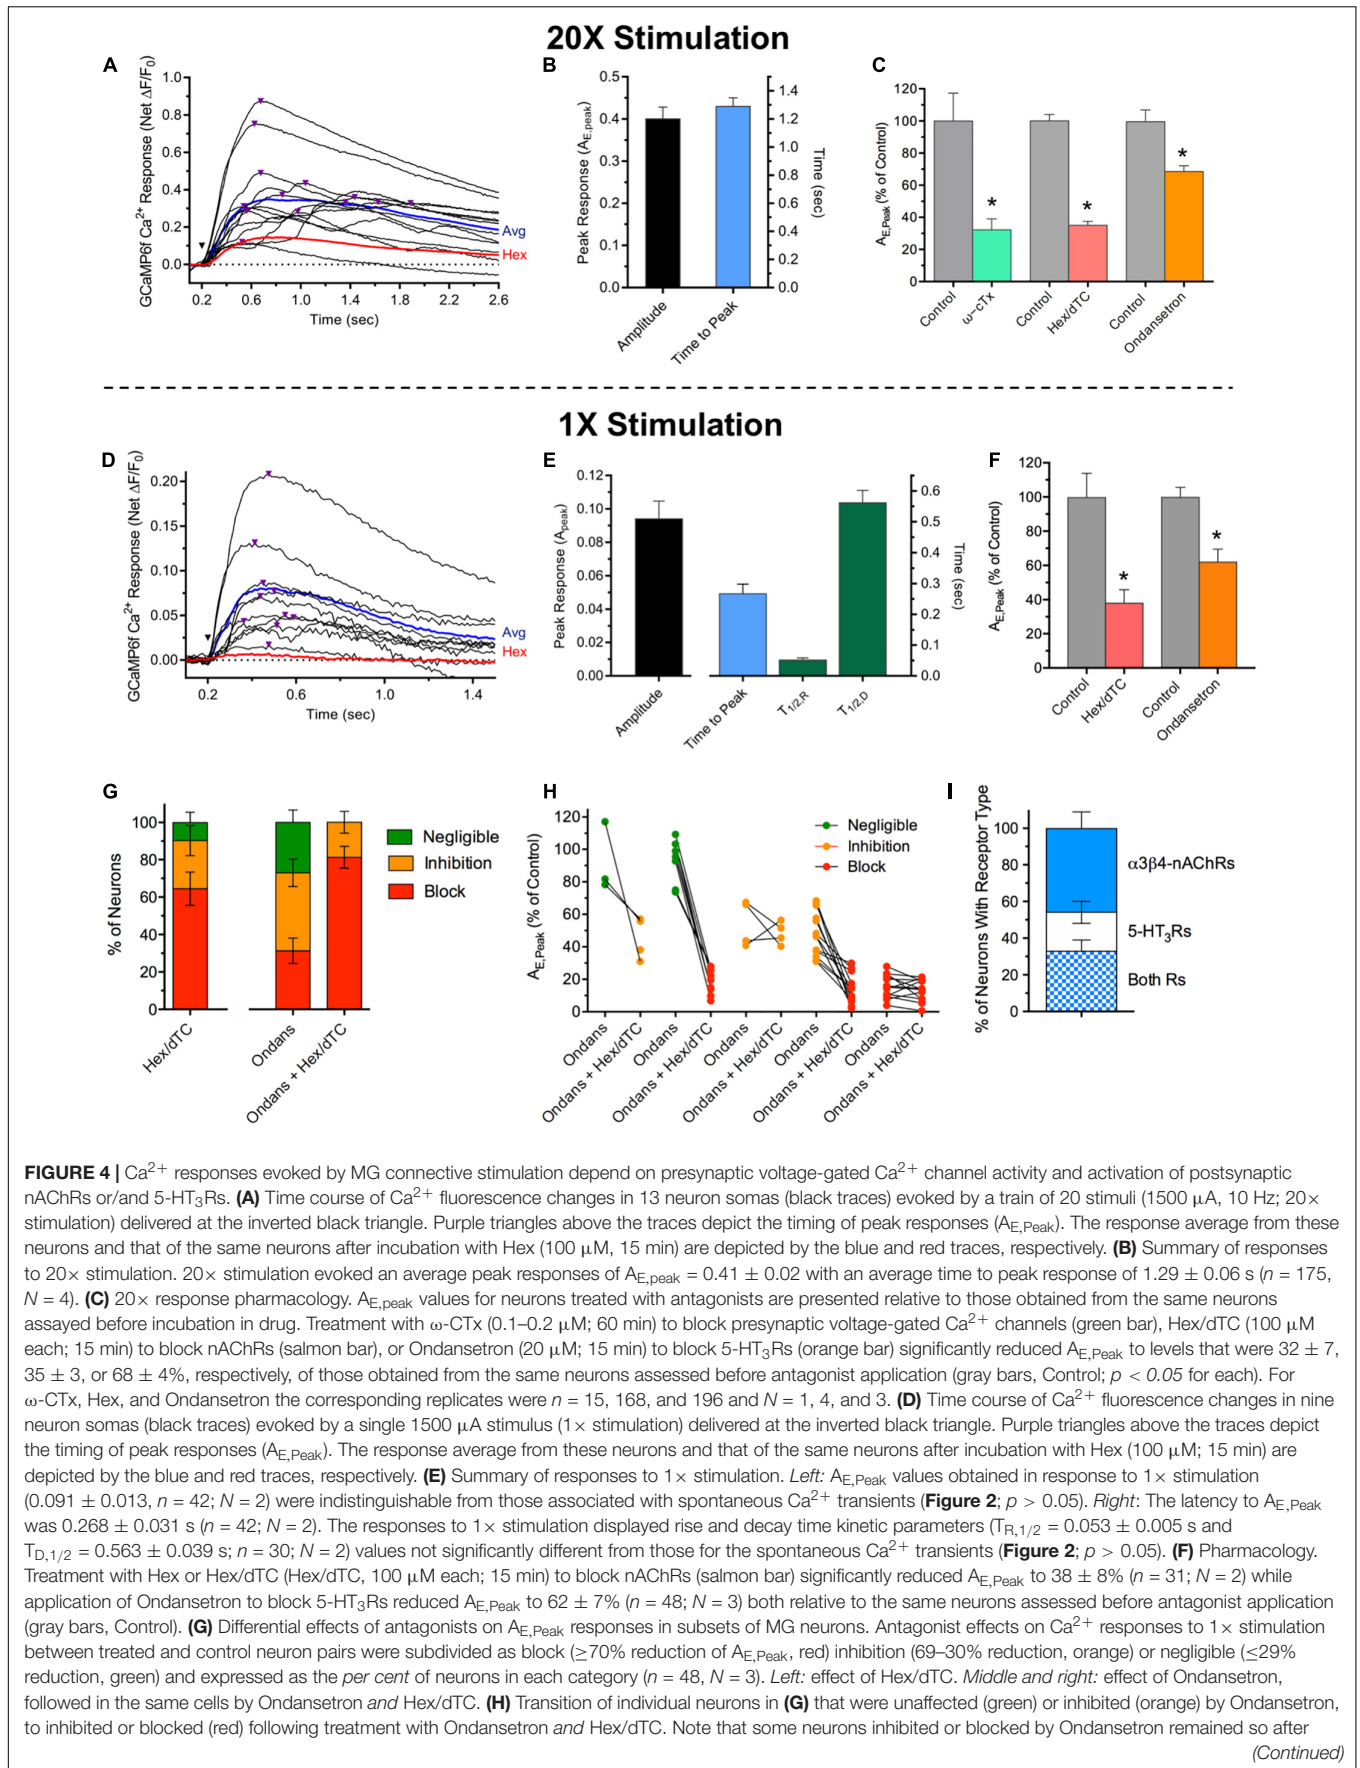 20X Stimulation
A
GCaMP6f Ca2+ Response (Net ΔF/F0)
1.0
0.8
0.6
0.4
0.2
0.0
Avg
Hex
0.2 0.6 1.0 1.4 1.8 2.2 2.6
Time (sec)
B
Peak Response (AE,peak)
0.5
0.4
0.3
0.2
0.1
0.0
1.4
1.2
1.0
0.8
0.6
0.4
0.2
0.0
Time (sec)
Amplitude
Time to Peak
C
AE,Peak (% of Control)
120
100
80
60
40
20
0
*
*
*
Control
ω-cTx
Control
Hex/dTC
Control
Ondansetron
1X Stimulation
D
GCaMP6f Ca2+ Response (Net ΔF/F0)
0.20
0.15
0.10
0.05
0.00
Avg
Hex
0.2 0.6 1.0 1.4
Time (sec)
E
Peak Response (Apeak)
0.12
0.10
0.08
0.06
0.04
0.02
0.00
0.6
0.5
0.4
0.3
0.2
0.1
0.0
Time (sec)
Amplitude
Time to Peak
T1/2,R
T1/2,D
F
AE,Peak (% of Control)
120
100
80
60
40
20
0
*
*
Control
Hex/dTC
Control
Ondansetron
G
% of Neurons
100
80
60
40
20
0
Negligible
Inhibition
Block
Hex/dTC
Ondans
Ondans + Hex/dTC
H
AE,Peak (% of Control)
120
100
80
60
40
20
0
Negligible
Inhibition
Block
Ondans
Ondans + Hex/dTC
Ondans
Ondans + Hex/dTC
Ondans
Ondans + Hex/dTC
Ondans
Ondans + Hex/dTC
Ondans
Ondans + Hex/dTC
I
% of Neurons With Receptor Type
100
80
60
40
20
0
α3β4-nAChRs
5-HT3Rs
Both Rs
FIGURE 4 | Ca2+ responses evoked by MG connective stimulation depend on presynaptic voltage-gated Ca2+ channel activity and activation of postsynaptic
nAChRs or/and 5-HT3Rs. (A) Time course of Ca2+ fluorescence changes in 13 neuron somas (black traces) evoked by a train of 20 stimuli (1500 μA, 10 Hz; 20×
stimulation) delivered at the inverted black triangle. Purple triangles above the traces depict the timing of peak responses (AE,Peak). The response average from these
neurons and that of the same neurons after incubation with Hex (100 μM, 15 min) are depicted by the blue and red traces, respectively. (B) Summary of responses
to 20× stimulation. 20× stimulation evoked an average peak responses of AE,peak = 0.41 ± 0.02 with an average time to peak response of 1.29 ± 0.06 s (n = 175,
N = 4). (C) 20× response pharmacology. AE,peak values for neurons treated with antagonists are presented relative to those obtained from the same neurons
assayed before incubation in drug. Treatment with ω-CTx (0.1–0.2 μM; 60 min) to block presynaptic voltage-gated Ca2+ channels (green bar), Hex/dTC (100 μM
each; 15 min) to block nAChRs (salmon bar), or Ondansetron (20 μM; 15 min) to block 5-HT3Rs (orange bar) significantly reduced AE,Peak to levels that were 32 ± 7,
35 ± 3, or 68 ± 4%, respectively, of those obtained from the same neurons assessed before antagonist application (gray bars, Control; p < 0.05 for each). For
ω-CTx, Hex, and Ondansetron the corresponding replicates were n = 15, 168, and 196 and N = 1, 4, and 3. (D) Time course of Ca2+ fluorescence changes in nine
neuron somas (black traces) evoked by a single 1500 μA stimulus (1× stimulation) delivered at the inverted black triangle. Purple triangles above the traces depict
the timing of peak responses (AE,Peak). The response average from these neurons and that of the same neurons after incubation with Hex (100 μM; 15 min) are
depicted by the blue and red traces, respectively. (E) Summary of responses to 1× stimulation. Left: AE,Peak values obtained in response to 1× stimulation
(0.091 ± 0.013, n = 42; N = 2) were indistinguishable from those associated with spontaneous Ca2+ transients (Figure 2; p > 0.05). Right: The latency to AE,Peak
was 0.268 ± 0.031 s (n = 42; N = 2). The responses to 1× stimulation displayed rise and decay time kinetic parameters (TR,1/2 = 0.053 ± 0.005 s and
TD,1/2 = 0.563 ± 0.039 s; n = 30; N = 2) values not significantly different from those for the spontaneous Ca2+ transients (Figure 2; p > 0.05). (F) Pharmacology.
Treatment with Hex or Hex/dTC (Hex/dTC, 100 μM each; 15 min) to block nAChRs (salmon bar) significantly reduced AE,Peak to 38 ± 8% (n = 31; N = 2) while
application of Ondansetron to block 5-HT3Rs reduced AE,Peak to 62 ± 7% (n = 48; N = 3) both relative to the same neurons assessed before antagonist application
(gray bars, Control). (G) Differential effects of antagonists on AE,Peak responses in subsets of MG neurons. Antagonist effects on Ca2+ responses to 1× stimulation
between treated and control neuron pairs were subdivided as block (≥70% reduction of AE,Peak, red) inhibition (69–30% reduction, orange) or negligible (≤29%
reduction, green) and expressed as the per cent of neurons in each category (n = 48, N = 3). Left: effect of Hex/dTC. Middle and right: effect of Ondansetron,
followed in the same cells by Ondansetron and Hex/dTC. (H) Transition of individual neurons in (G) that were unaffected (green) or inhibited (orange) by Ondansetron,
to inhibited or blocked (red) following treatment with Ondansetron and Hex/dTC. Note that some neurons inhibited or blocked by Ondansetron remained so after
(Continued)